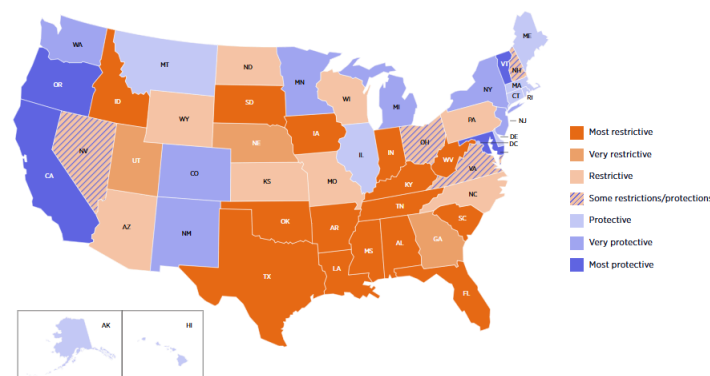 WA
ME
MT
ND
OR
MN
VT
NH
ID
SD
WI
NY
MA
WY
MI
CT
RI
IA
PA
NJ
NE
NV
OH
DE
IL
IN
DC
UT
CO
WV
VA
CA
KS
MO
KY
NC
TN
AZ
NM
OK
AR
SC
MS
AL
GA
TX
LA
FL
AK
HI
Most restrictive
Very restrictive
Restrictive
Some restrictions/protections
Protective
Very protective
Most protective